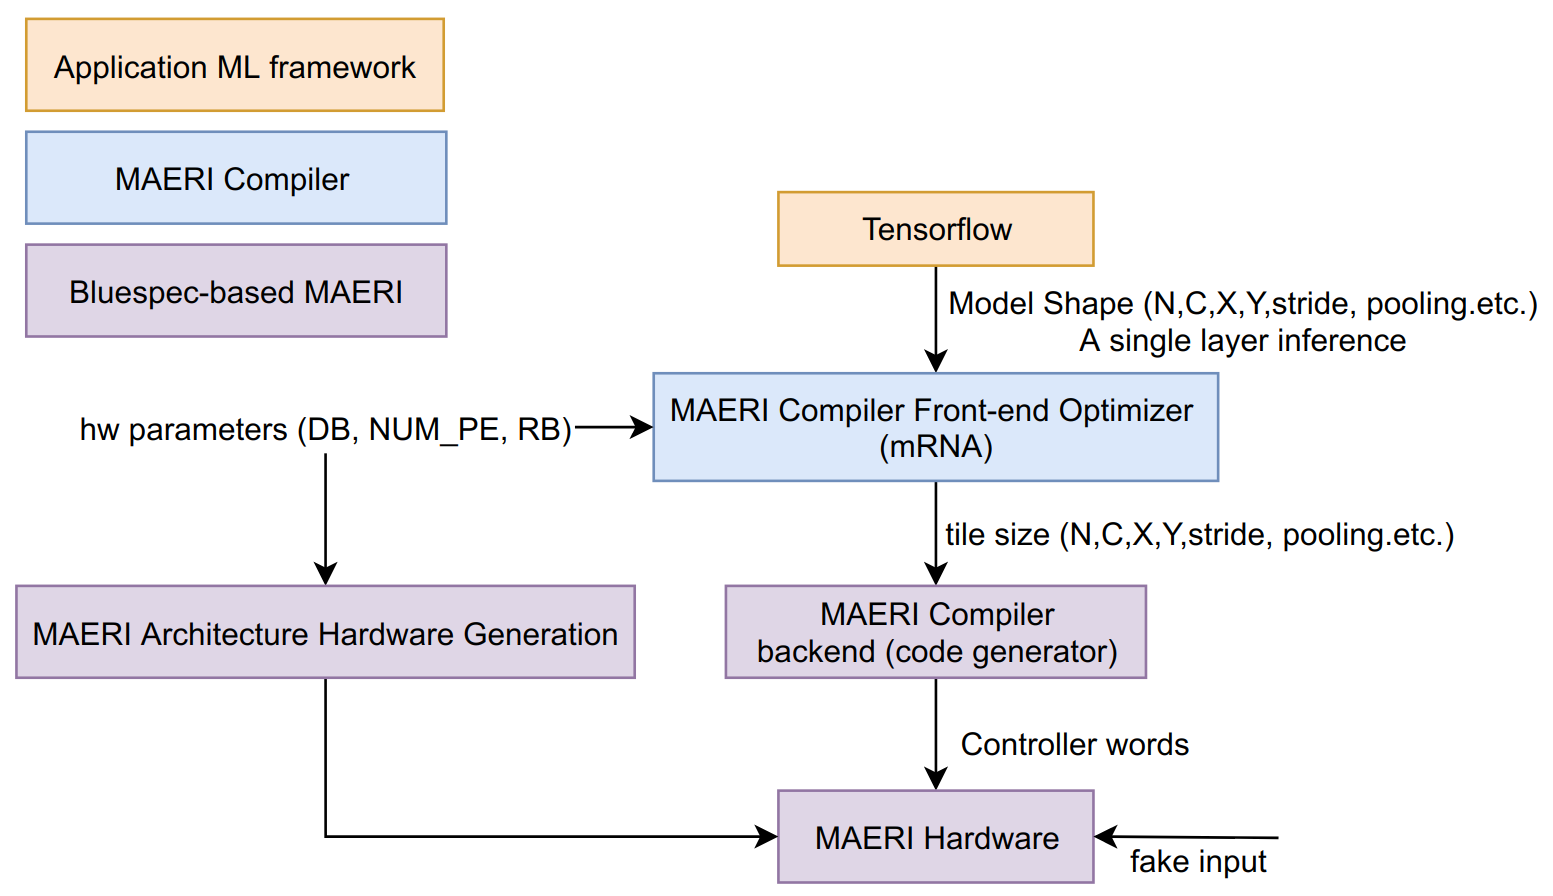 Application ML framework
MAERI Compiler
Bluespec-based MAERI
Tensorflow
Model Shape (N,C,X,Y,stride, pooling.etc.)
A single layer inference
hw parameters (DB, NUM_PE, RB)
MAERI Compiler Front-end Optimizer
(mRNA)
tile size (N,C,X,Y,stride, pooling.etc.)
MAERI Architecture Hardware Generation
MAERI Compiler
backend (code generator)
Controller words
MAERI Hardware
fake input